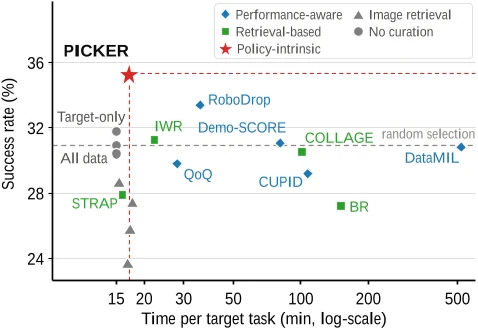 Performance-aware
Image retrieval
Retrieval-based
No curation
Policy-intrinsic
PICKER
RoboDrop
Target-only
IWR
Demo-SCORE
COLLAGE
random selection
All data
DataMIL
QoQ
CUPID
STRAP
BR
Success rate (%)
36
32
28
24
15 20 30 50 100 200 500
Time per target task (min, log-scale)